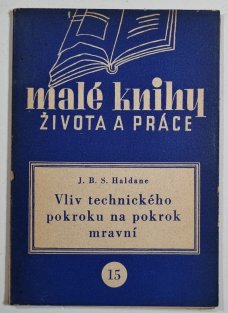 malé knihy
ŽIVOTA A PRÁCE
J. B. S. Haldane
Vliv technického
pokroku na pokrok
mravní
15